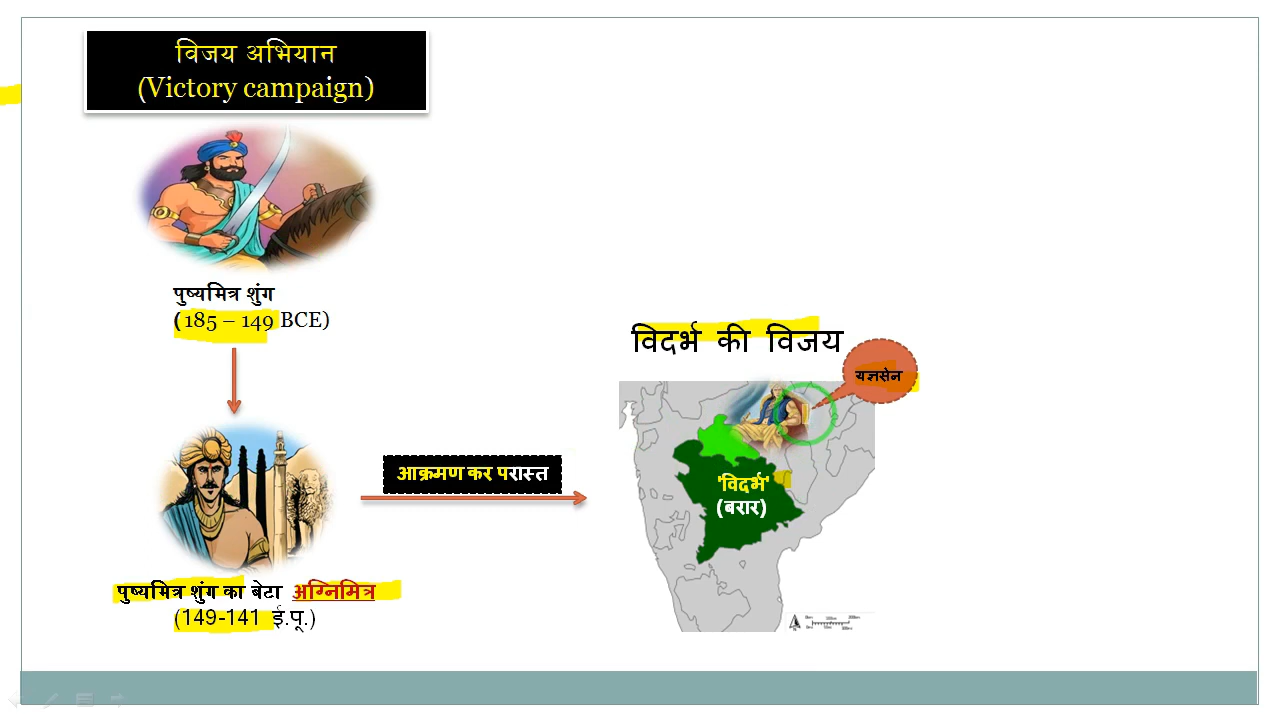 विजय अभियान
(Victory campaign)
पुष्यमित्र शुंग
(185 – 149 BCE)
विदर्भ की विजय
यज्ञसेन
आक्रमण कर परास्त
'विदर्भ'
(बरार)
पुष्यमित्र शुंग का बेटा अग्निमित्र
(149-141 ई.पू.)